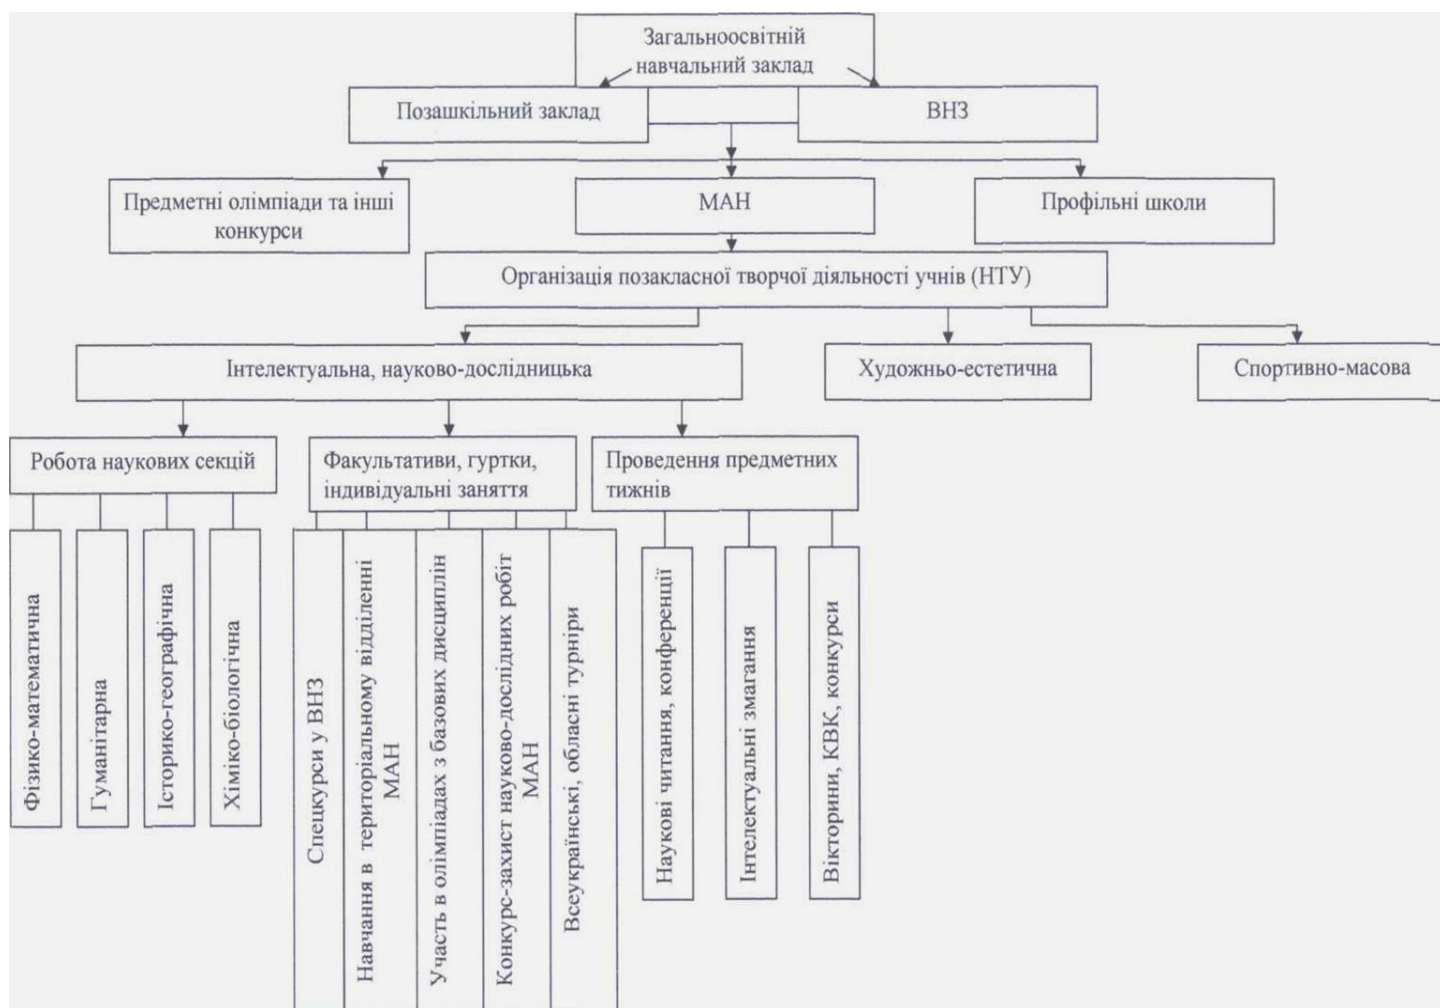 Загальноосвітній
навчальний заклад
Позашкільний заклад
ВНЗ
Предметні олімпіади та інші
конкурси
МАН
Профільні школи
Організація позакласної творчої діяльності учнів (НТУ)
Інтелектуальна, науково-дослідницька
Художньо-естетична
Спортивно-масова
Робота наукових секцій
Факультативи, гуртки,
індивідуальні заняття
Проведення предметних
тижнів
Фізико-математична
Гуманітарна
Історико-географічна
Хіміко-біологічна
Спецкурси у ВНЗ
Навчання в територіальному відділенні
МАН
Участь в олімпіадах з базових дисциплін
Конкурс-захист науково-дослідних робіт
МАН
Всеукраїнські, обласні турніри
Наукові читання, конференції
Інтелектуальні змагання
Вікторини, КВК, конкурси